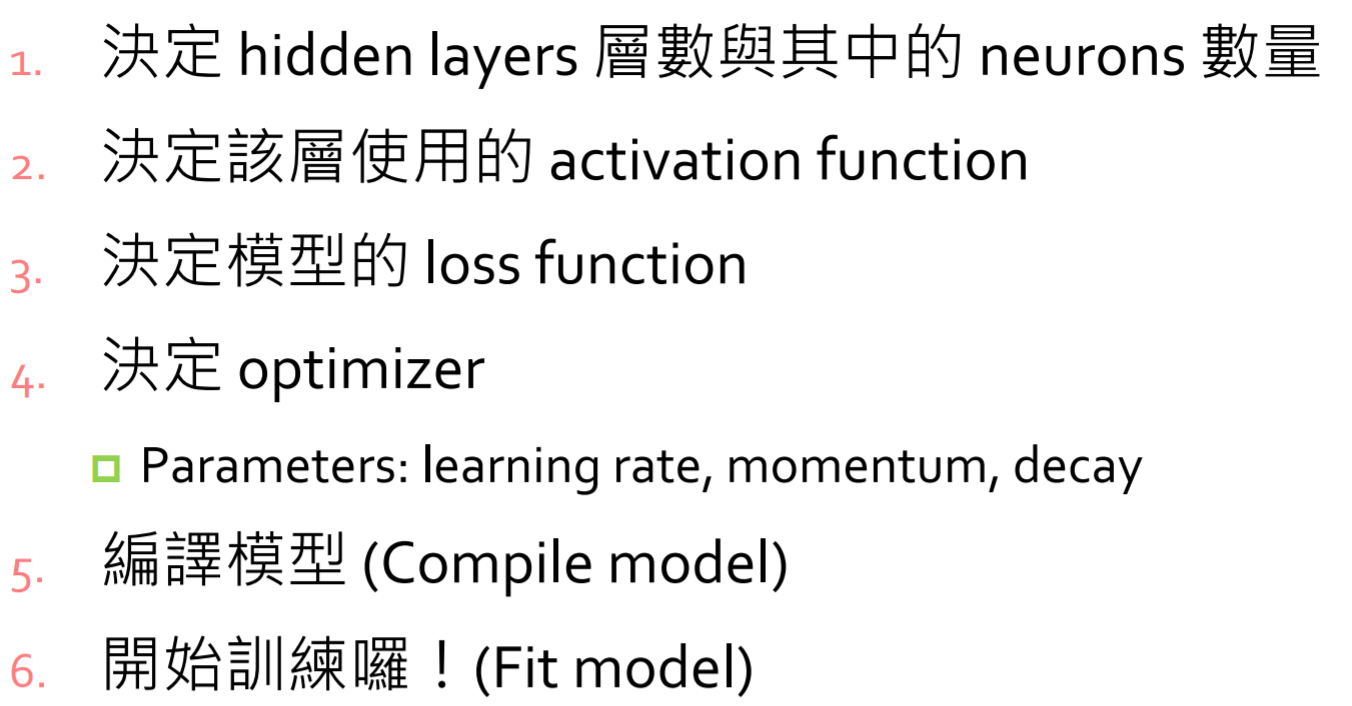 1. 決定 hidden layers 層數與其中的 neurons 數量
2. 決定該層使用的 activation function
3. 決定模型的 loss function
4. 決定 optimizer
Parameters: learning rate, momentum, decay
5. 編譯模型 (Compile model)
6. 開始訓練囉！(Fit model)